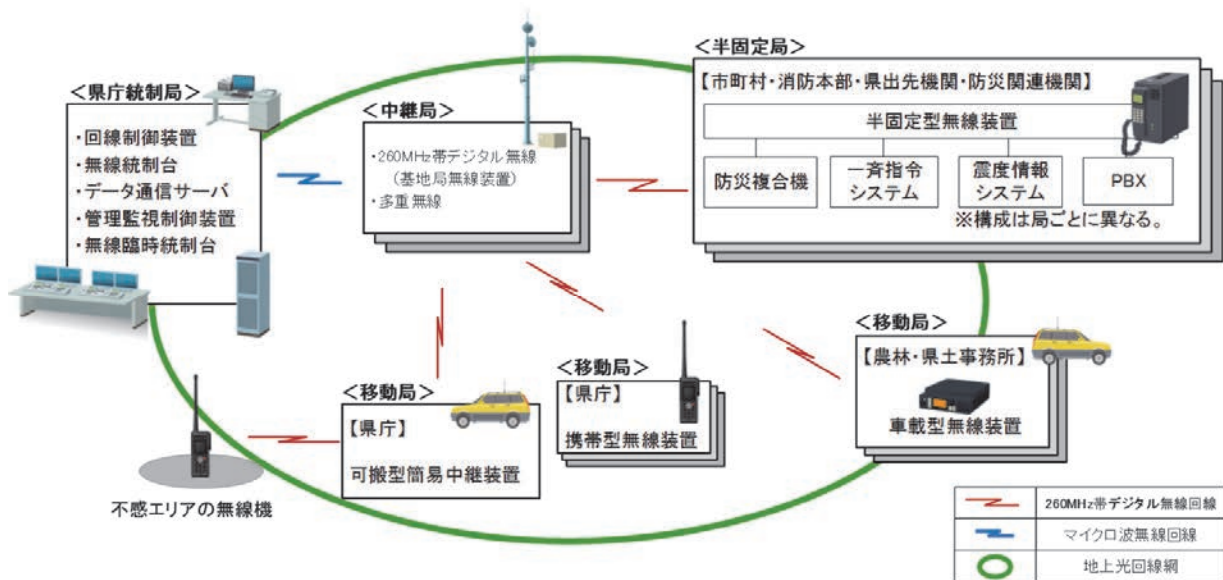 ＜県庁統制局＞
・回線制御装置
・無線統制台
・データ通信サーバ
・管理監視制御装置
・無線臨時統制台
＜中継局＞
・260MHz帯デジタル無線
（基地局無線装置）
・多重無線
＜半固定局＞
【市町村・消防本部・県出先機関・防災関連機関】
半固定型無線装置
防災複合機
一斉指令
システム
震度情報
システム
PBX
※構成は局ごとに異なる。
＜移動局＞
【農林・県土事務所】
車載型無線装置
＜移動局＞
【県庁】
携帯型無線装置
＜移動局＞
【県庁】
可搬型簡易中継装置
不感エリアの無線機
260MHz帯デジタル無線回線
マイクロ波無線回線
地上光回線網